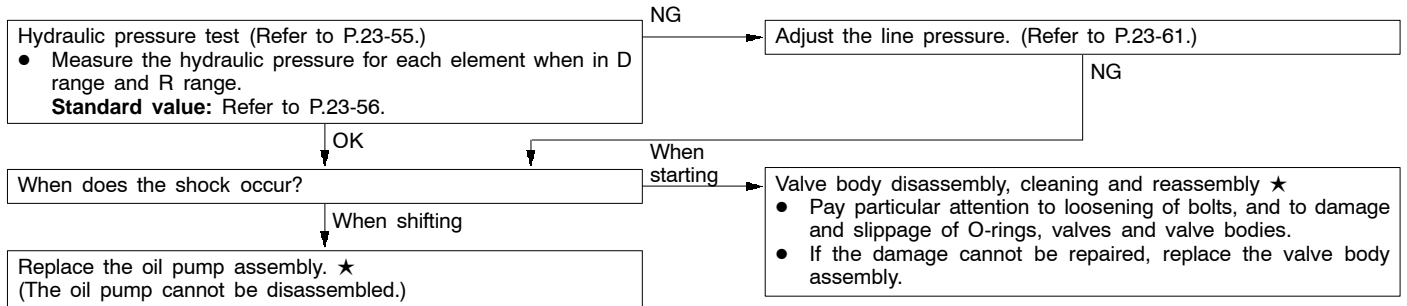 Hydraulic pressure test (Refer to P.23-55.)
● Measure the hydraulic pressure for each element when in D
range and R range.
Standard value: Refer to P.23-56.
NG
Adjust the line pressure. (Refer to P.23-61.)
NG
OK
When does the shock occur?
When
starting
Valve body disassembly, cleaning and reassembly ★
● Pay particular attention to loosening of bolts, and to damage
and slippage of O-rings, valves and valve bodies.
● If the damage cannot be repaired, replace the valve body
assembly.
When shifting
Replace the oil pump assembly. ★
(The oil pump cannot be disassembled.)